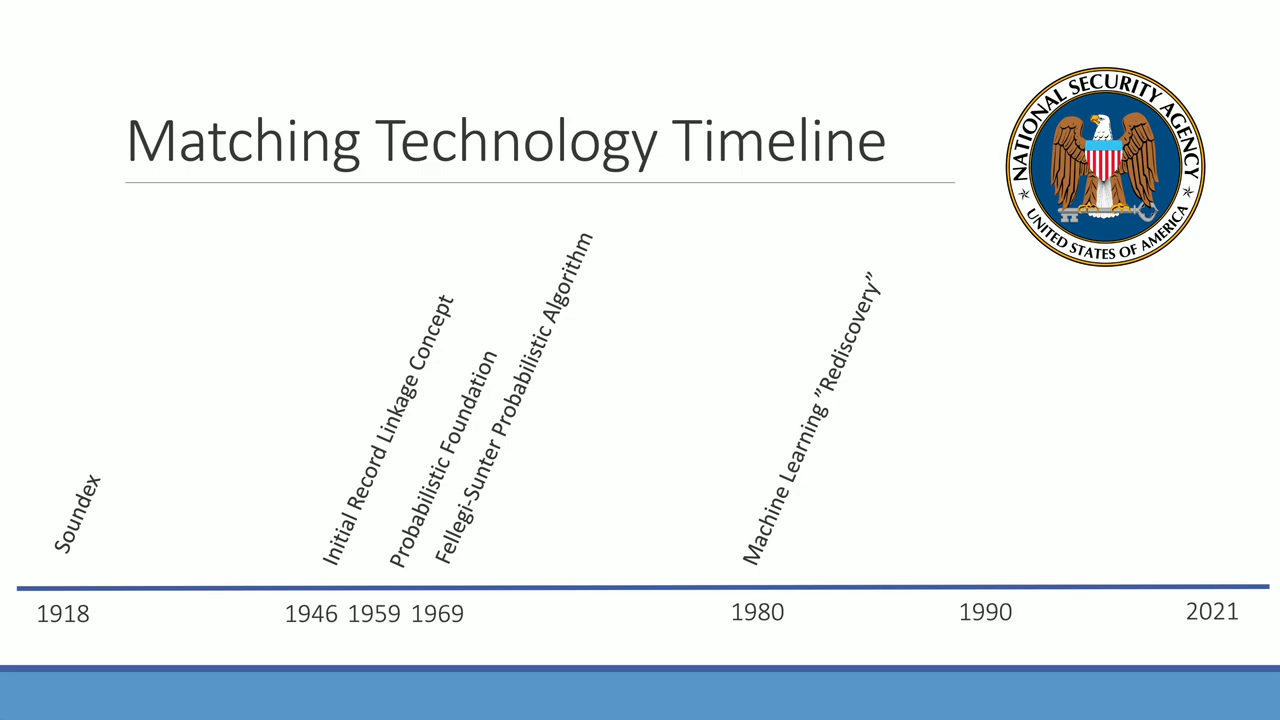 Matching Technology Timeline
NATIONAL SECURITY AGENCY
UNITED STATES OF AMERICA
Soundex
Initial Record Linkage Concept
Probabilistic Foundation
Fellegi-Sunter Probabilistic Algorithm
Machine Learning ”Rediscovery”
1918 1946 1959 1969 1980 1990 2021